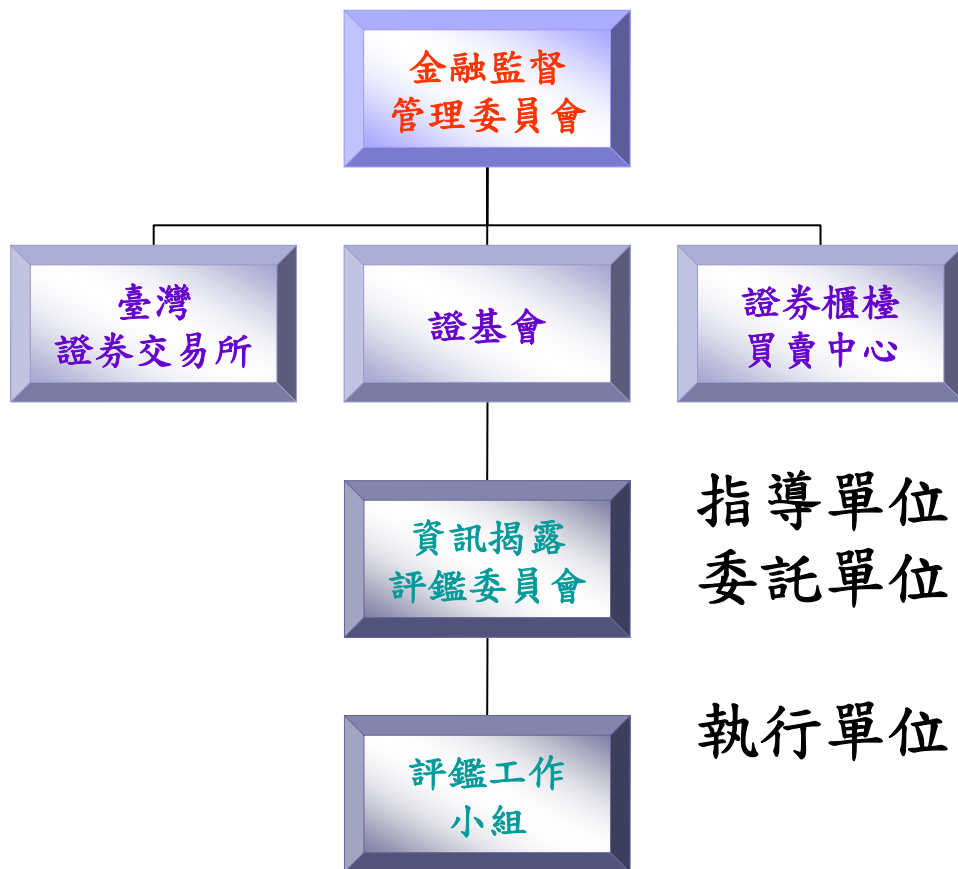 金融監督
管理委員會
臺灣
證券交易所
證基會
證券櫃檯
買賣中心
資訊揭露
評鑑委員會
指導單位
委託單位
執行單位
評鑑工作
小組